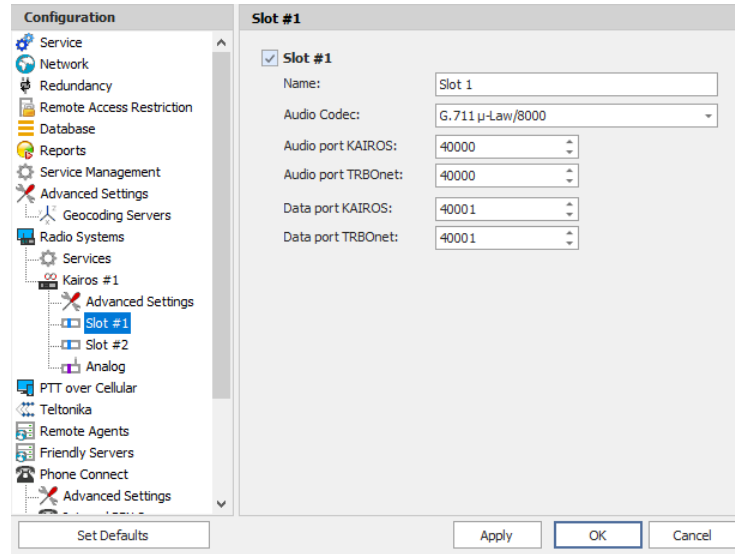 Configuration
Service
Network
Redundancy
Remote Access Restriction
Database
Reports
Service Management
Advanced Settings
Geocoding Servers
Radio Systems
Services
Kairos #1
Advanced Settings
Slot #1
Slot #2
Analog
PTT over Cellular
Teltonika
Remote Agents
Friendly Servers
Phone Connect
Advanced Settings
Set Defaults
Slot #1
Slot #1
Name: Slot 1
Audio Codec: G.711 µ-Law/8000
Audio port KAIROS: 40000
Audio port TRBOnet: 40000
Data port KAIROS: 40001
Data port TRBOnet: 40001
Apply OK Cancel